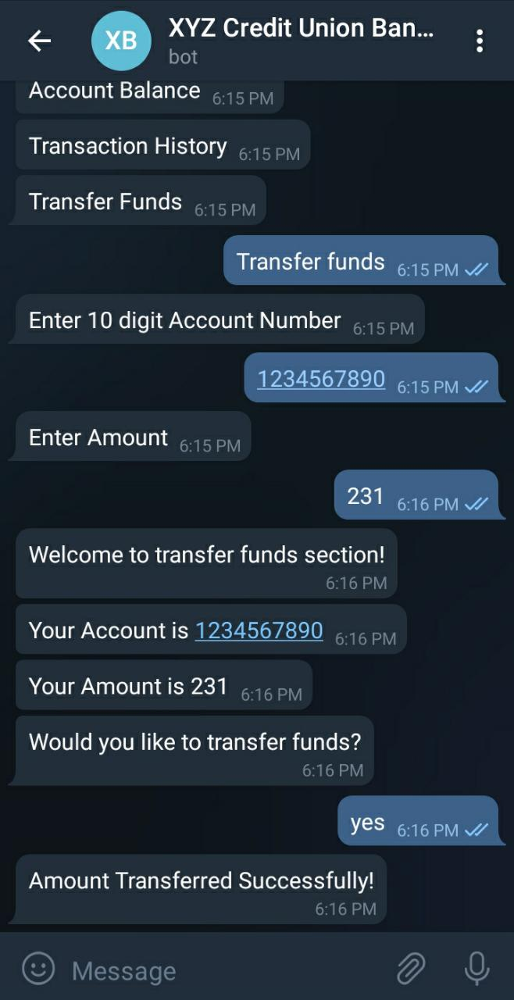 XB
XYZ Credit Union Ban...
bot
Account Balance 6:15 PM
Transaction History 6:15 PM
Transfer Funds 6:15 PM
Transfer funds 6:15 PM
Enter 10 digit Account Number 6:15 PM
1234567890 6:15 PM
Enter Amount 6:15 PM
231 6:16 PM
Welcome to transfer funds section!
6:16 PM
Your Account is 1234567890 6:16 PM
Your Amount is 231 6:16 PM
Would you like to transfer funds?
6:16 PM
yes 6:16 PM
Amount Transferred Successfully!
6:16 PM
Message